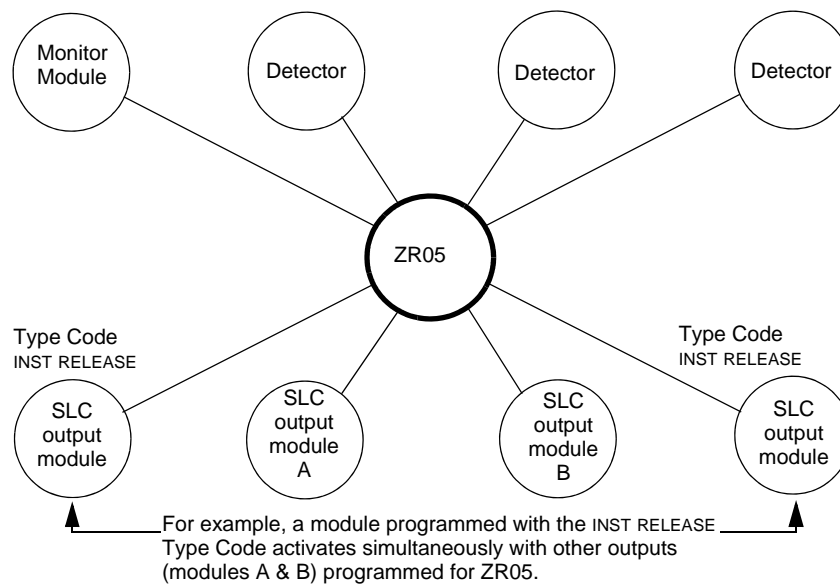 Monitor
Module
Detector
Detector
Detector
ZR05
Type Code
INST RELEASE
Type Code
INST RELEASE
SLC
output
module
SLC
output
module
A
SLC
output
module
B
SLC
output
module
For example, a module programmed with the INST RELEASE
Type Code activates simultaneously with other outputs
(modules A & B) programmed for ZR05.